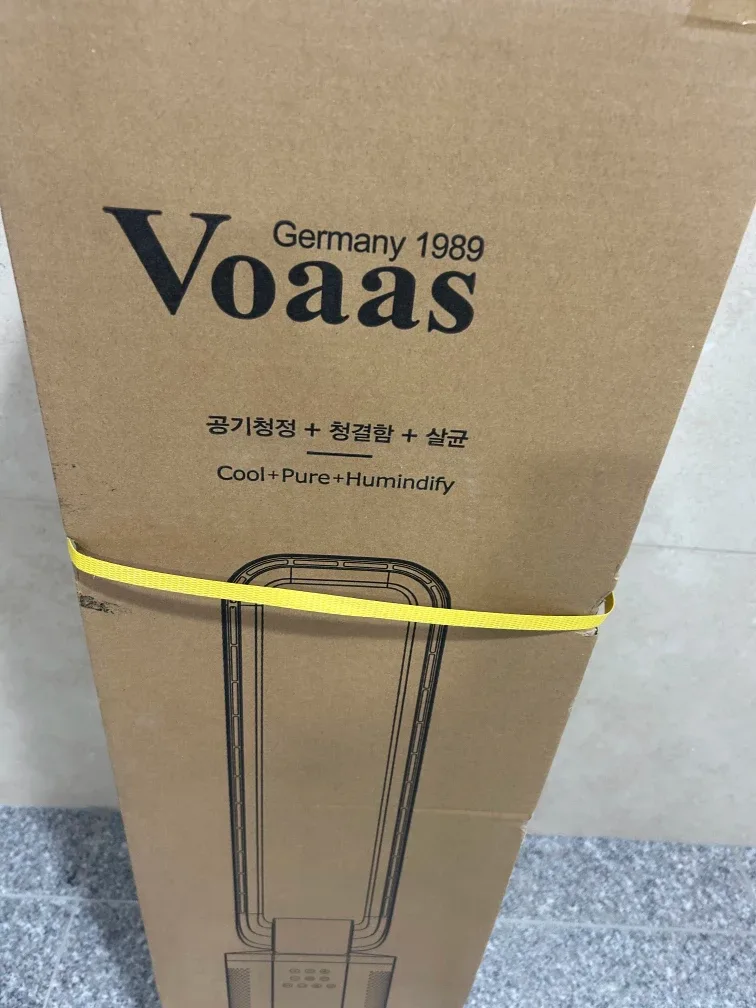 Germany 1989
Voaas
공기청정 + 청결함 + 살균
Cool+Pure+Humindify